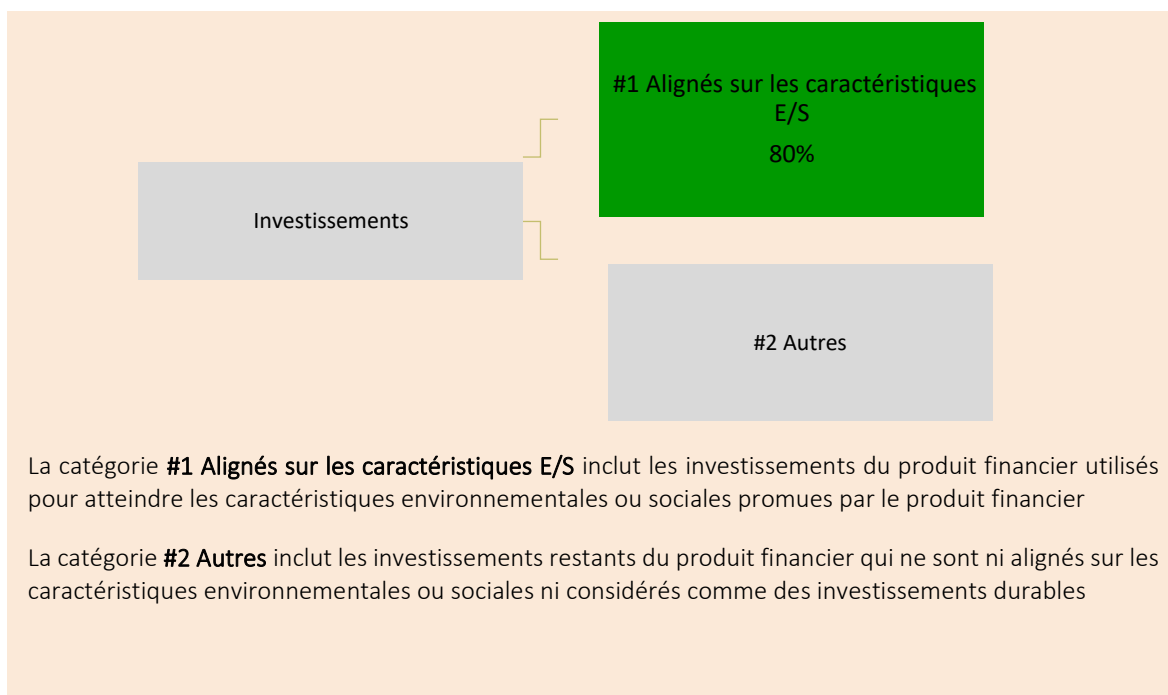 #1 Alignés sur les caractéristiques
E/S
80%
Investissements
#2 Autres
La catégorie #1 Alignés sur les caractéristiques E/S inclut les investissements du produit financier utilisés
pour atteindre les caractéristiques environnementales ou sociales promues par le produit financier
La catégorie #2 Autres inclut les investissements restants du produit financier qui ne sont ni alignés sur les
caractéristiques environnementales ou sociales ni considérés comme des investissements durables